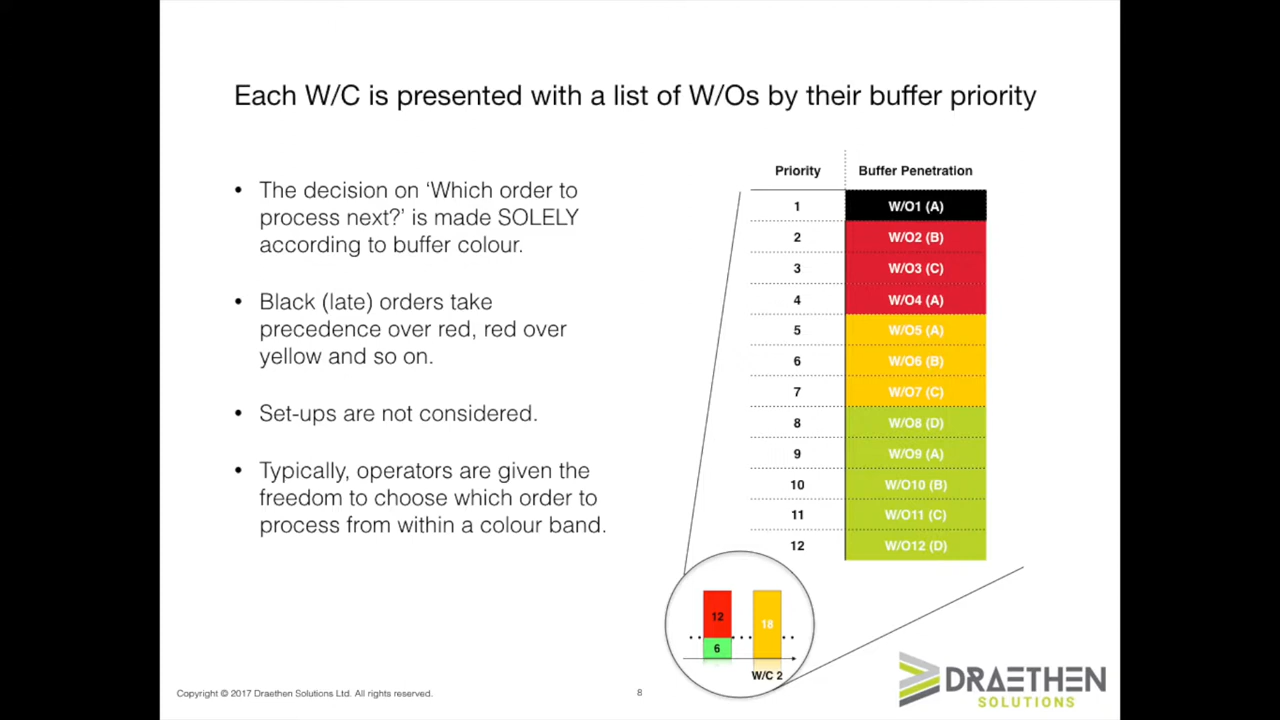 Each W/C is presented with a list of W/Os by their buffer priority
• The decision on ‘Which order to
process next?’ is made SOLELY
according to buffer colour.
• Black (late) orders take
precedence over red, red over
yellow and so on.
• Set-ups are not considered.
• Typically, operators are given the
freedom to choose which order to
process from within a colour band.
Priority Buffer Penetration
1 W/O1 (A)
2 W/O2 (B)
3 W/O3 (C)
4 W/O4 (A)
5 W/O5 (A)
6 W/O6 (B)
7 W/O7 (C)
8 W/O8 (D)
9 W/O9 (A)
10 W/O10 (B)
11 W/O11 (C)
12 W/O12 (D)
12 18
6
W/C 2
Copyright © 2017 Draethen Solutions Ltd. All rights reserved.
8
DRAETHEN
SOLUTIONS